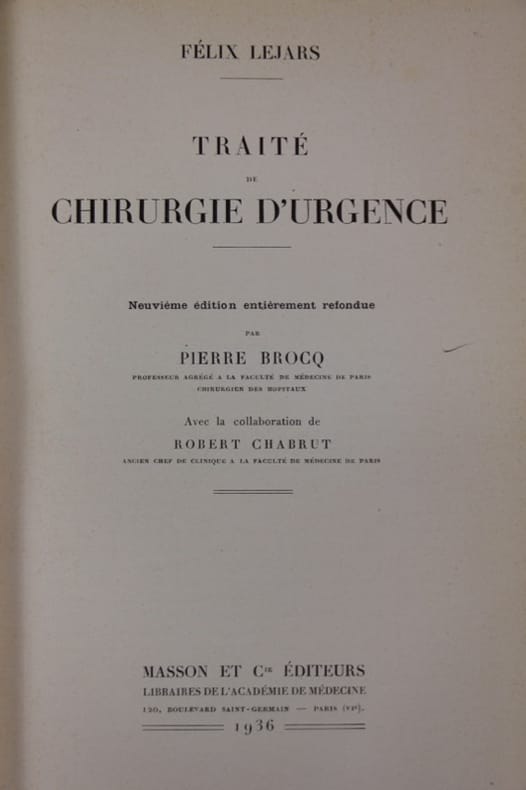 FÉLIX LEJARS
TRAITÉ
DE
CHIRURGIE D'URGENCE
Neuvième édition entièrement refondue
PAR
PIERRE BROCQ
PROFESSEUR AGRÉGÉ A LA FACULTÉ DE MÉDECINE DE PARIS
CHIRURGIEN DES HOPITAUX
Avec la collaboration de
ROBERT CHABRUT
ANCIEN CHEF DE CLINIQUE A LA FACULTÉ DE MÉDECINE DE PARIS
MASSON ET Cie ÉDITEURS
LIBRAIRES DE L'ACADÉMIE DE MÉDECINE
120, BOULEVARD SAINT-GERMAIN — PARIS (VIe).
1936